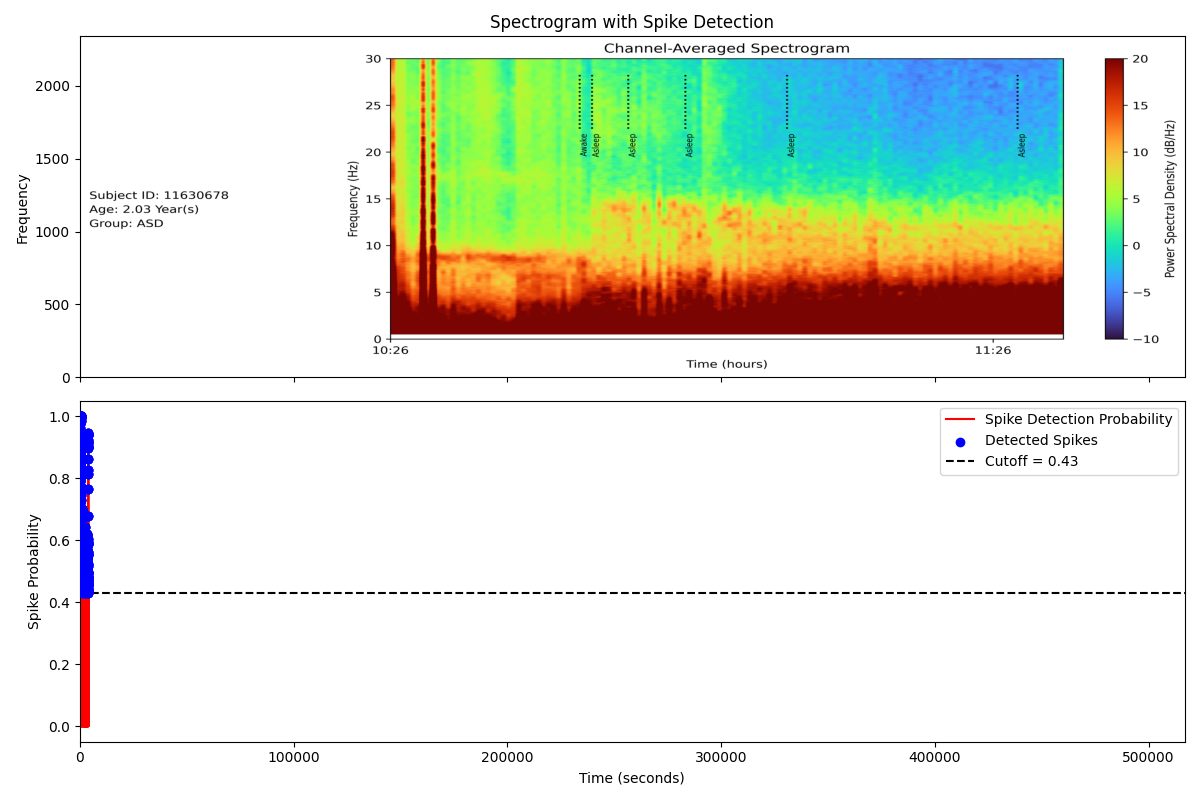 Spectrogram with Spike Detection
Channel-Averaged Spectrogram
Frequency
2000
1500
1000
500
0
Subject ID: 11630678
Age: 2.03 Year(s)
Group: ASD
Frequency (Hz)
30
25
20
15
10
5
0
Awake
Asleep
Asleep
Asleep
Asleep
Asleep
10:26
11:26
Time (hours)
20
15
10
5
0
−5
−10
Power Spectral Density (dB/Hz)
Spike Probability
1.0
0.8
0.6
0.4
0.2
0.0
Spike Detection Probability
Detected Spikes
Cutoff = 0.43
0
100000
200000
300000
400000
500000
Time (seconds)